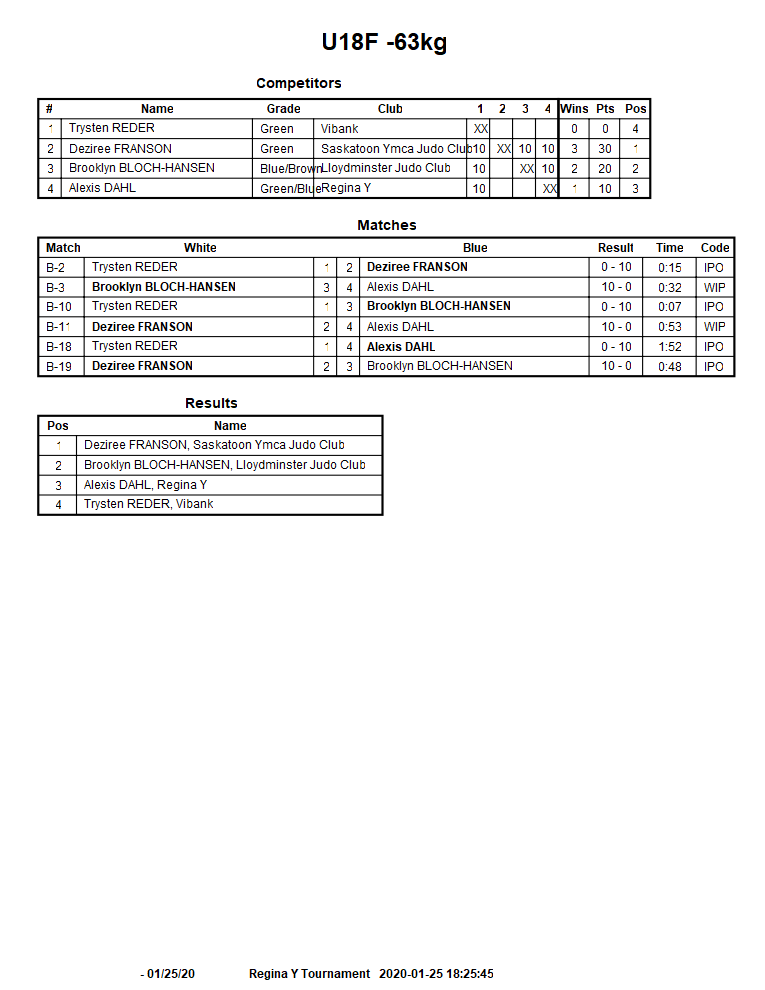 U18F -63kg
Competitors
# Name Grade Club 1 2 3 4 Wins Pts Pos
1 Trysten REDER Green Vibank XX 0 0 4
2 Deziree FRANSON Green Saskatoon Ymca Judo Club 10 XX 10 10 3 30 1
3 Brooklyn BLOCH-HANSEN Blue/Brown Lloydminster Judo Club 10 XX 10 2 20 2
4 Alexis DAHL Green/Blue Regina Y 10 XX 1 10 3
Matches
Match White Blue Result Time Code
B-2 Trysten REDER 1 2 Deziree FRANSON 0 - 10 0:15 IPO
B-3 Brooklyn BLOCH-HANSEN 3 4 Alexis DAHL 10 - 0 0:32 WIP
B-10 Trysten REDER 1 3 Brooklyn BLOCH-HANSEN 0 - 10 0:07 IPO
B-11 Deziree FRANSON 2 4 Alexis DAHL 10 - 0 0:53 WIP
B-18 Trysten REDER 1 4 Alexis DAHL 0 - 10 1:52 IPO
B-19 Deziree FRANSON 2 3 Brooklyn BLOCH-HANSEN 10 - 0 0:48 IPO
Results
Pos Name
1 Deziree FRANSON, Saskatoon Ymca Judo Club
2 Brooklyn BLOCH-HANSEN, Lloydminster Judo Club
3 Alexis DAHL, Regina Y
4 Trysten REDER, Vibank
- 01/25/20 Regina Y Tournament 2020-01-25 18:25:45